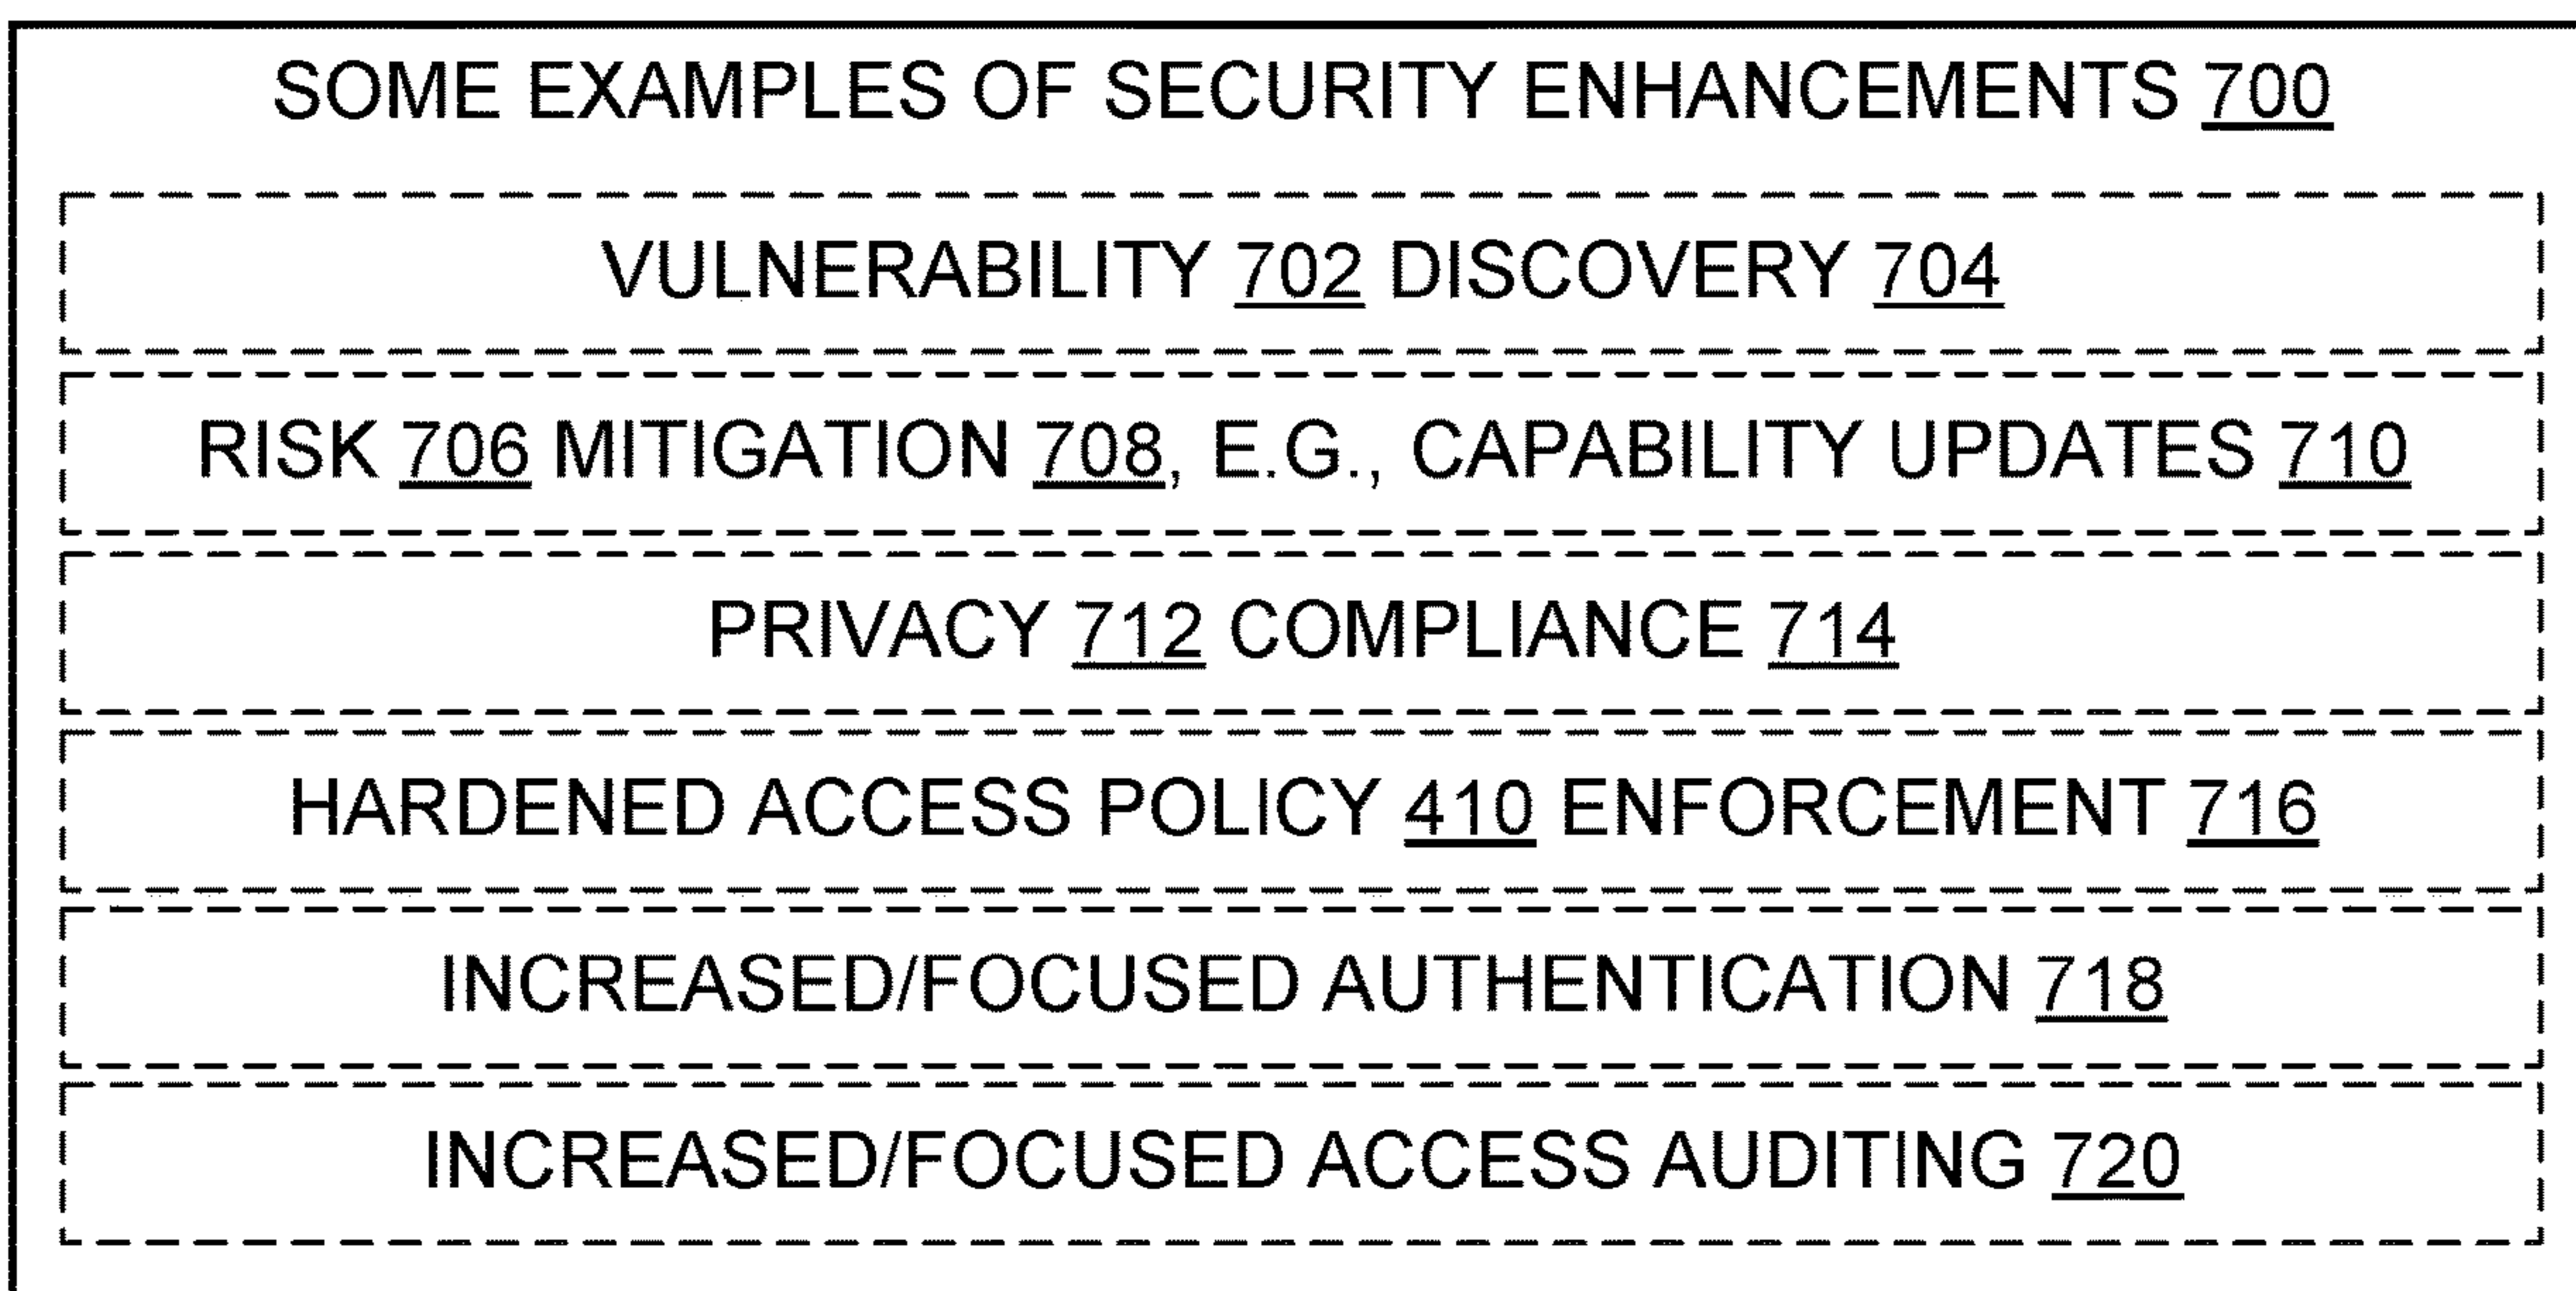 SOME EXAMPLES OF SECURITY ENHANCEMENTS 700
VULNERABILITY 702 DISCOVERY 704
RISK 706 MITIGATION 708, E.G., CAPABILITY UPDATES 710
PRIVACY 712 COMPLIANCE 714
HARDENED ACCESS POLICY 410 ENFORCEMENT 716
INCREASED/FOCUSED AUTHENTICATION 718
INCREASED/FOCUSED ACCESS AUDITING 720